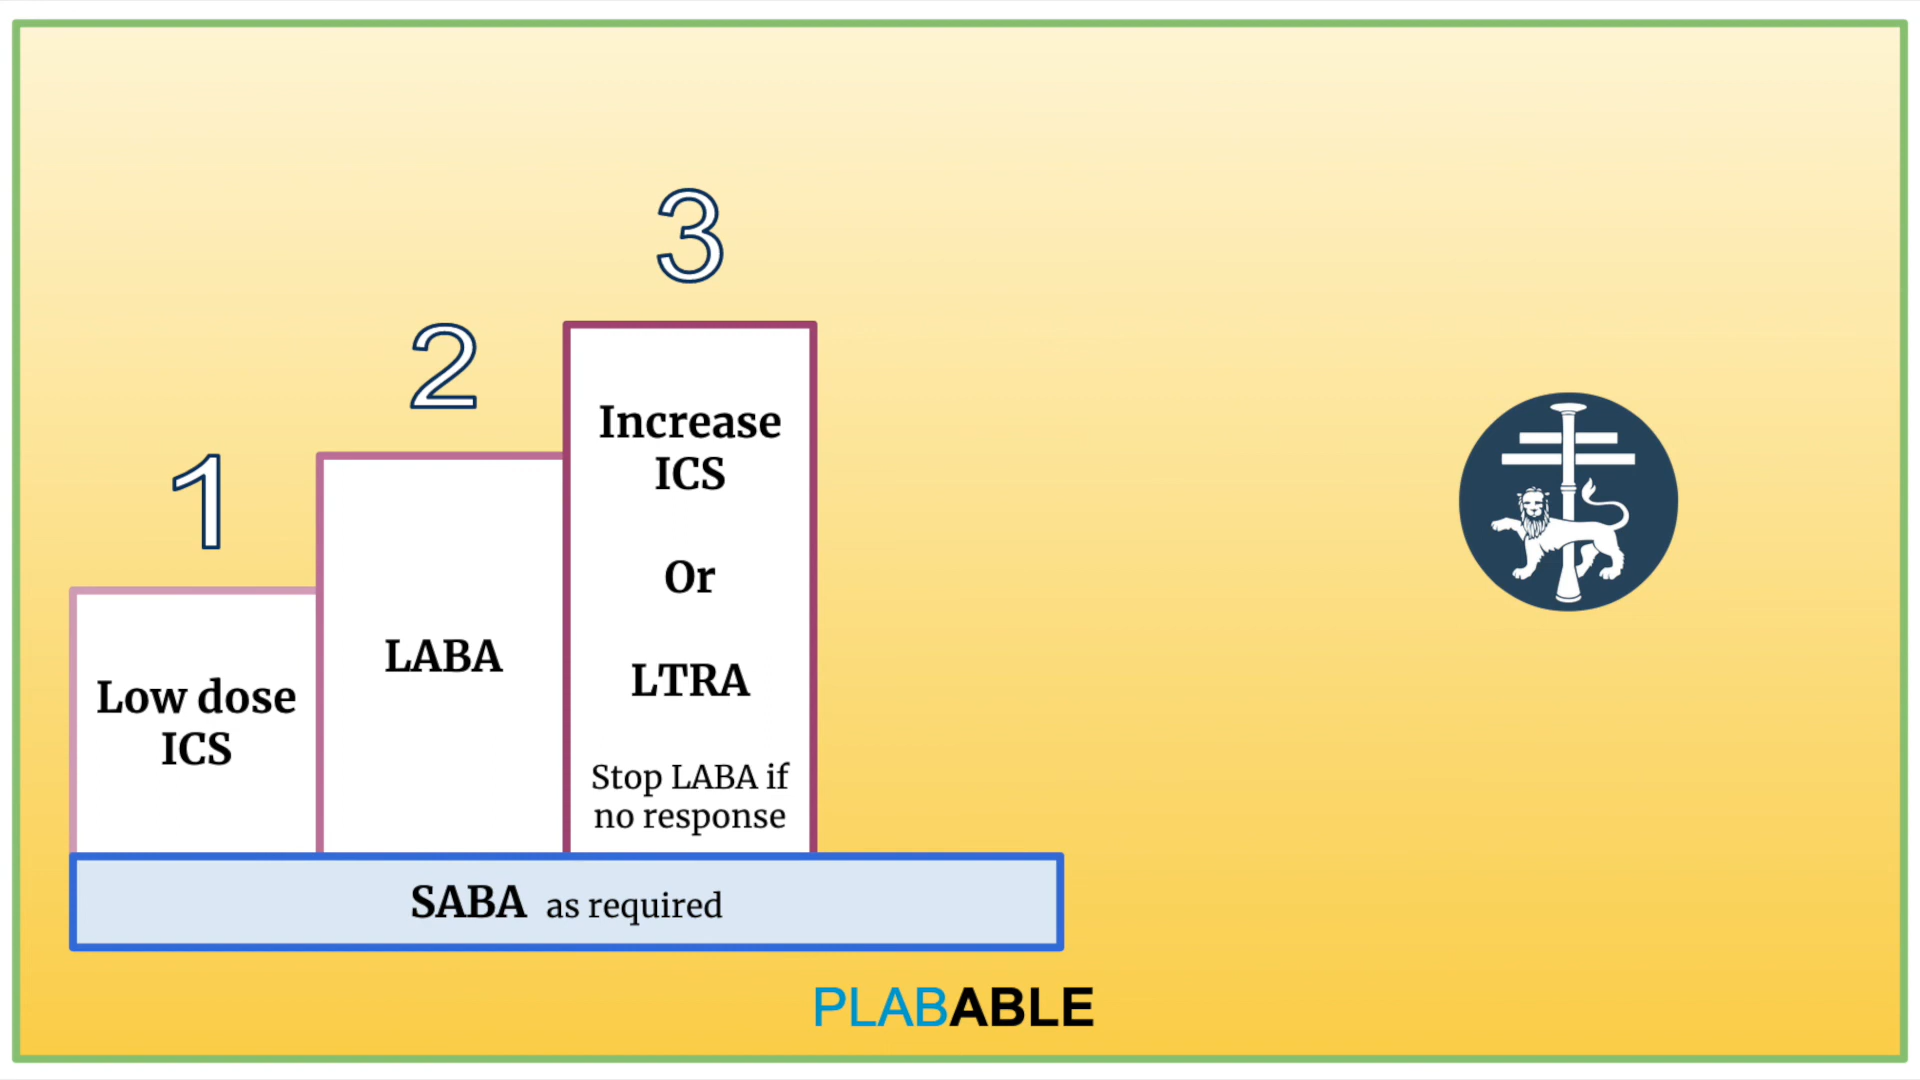 1
2
3
Low dose
ICS
LABA
Increase
ICS
Or
LTRA
Stop LABA if
no response
SABA as required
PLABABLE